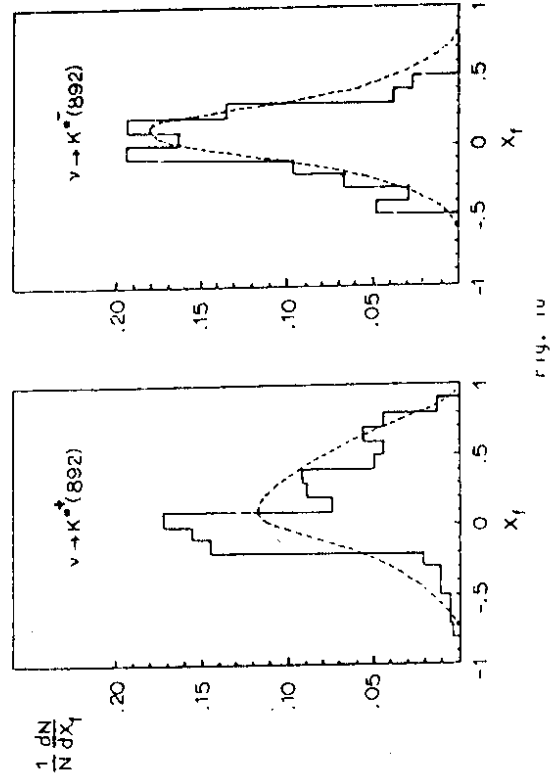 1 dN
N dX_f
ν → K*⁺(892)
.20
.15
.10
.05
-1 -.5 0 .5 1
X_f
ν → K*⁻(892)
.20
.15
.10
.05
-1 -.5 0 .5 1
X_f